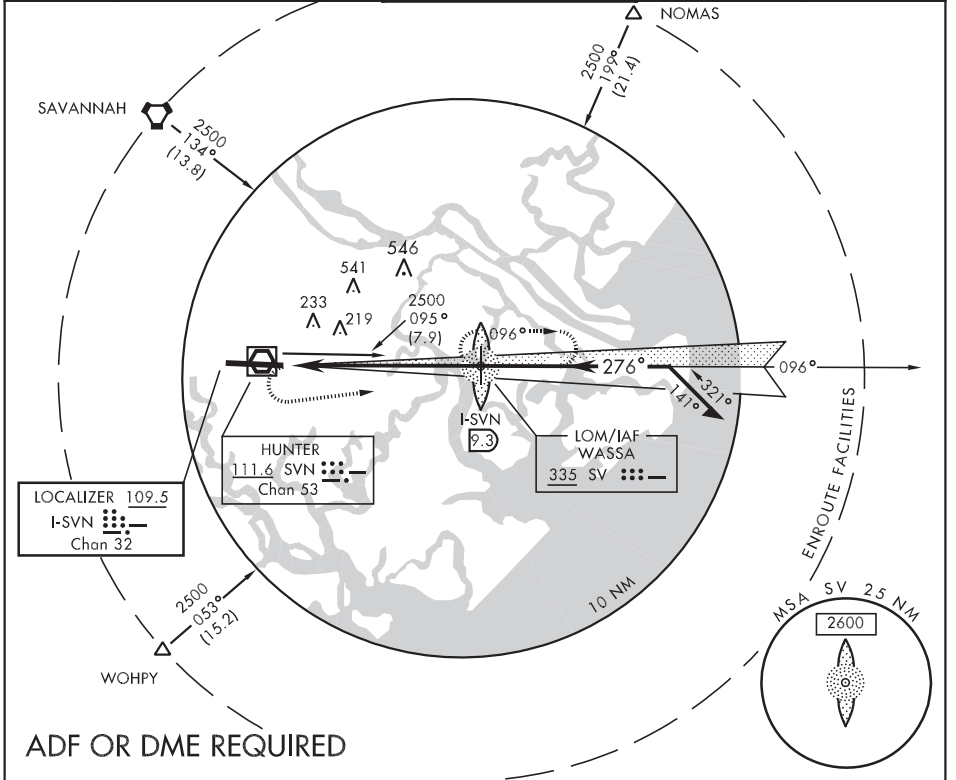 NOMAS
2500
199°
(21.4)
SAVANNAH
2500
134°
(13.8)
546
541
233
219
2500
095°
(7.9)
096°
276°
096°
321°
141°
I-SVN
9.3
LOM/IAF
WASSA
335 SV
HUNTER
111.6 SVN
Chan 53
LOCALIZER 109.5
I-SVN
Chan 32
ENROUTE FACILITIES
10 NM
2500
053°
(15.2)
WOHPY
MSA SV 25 NM
2600
ADF OR DME REQUIRED